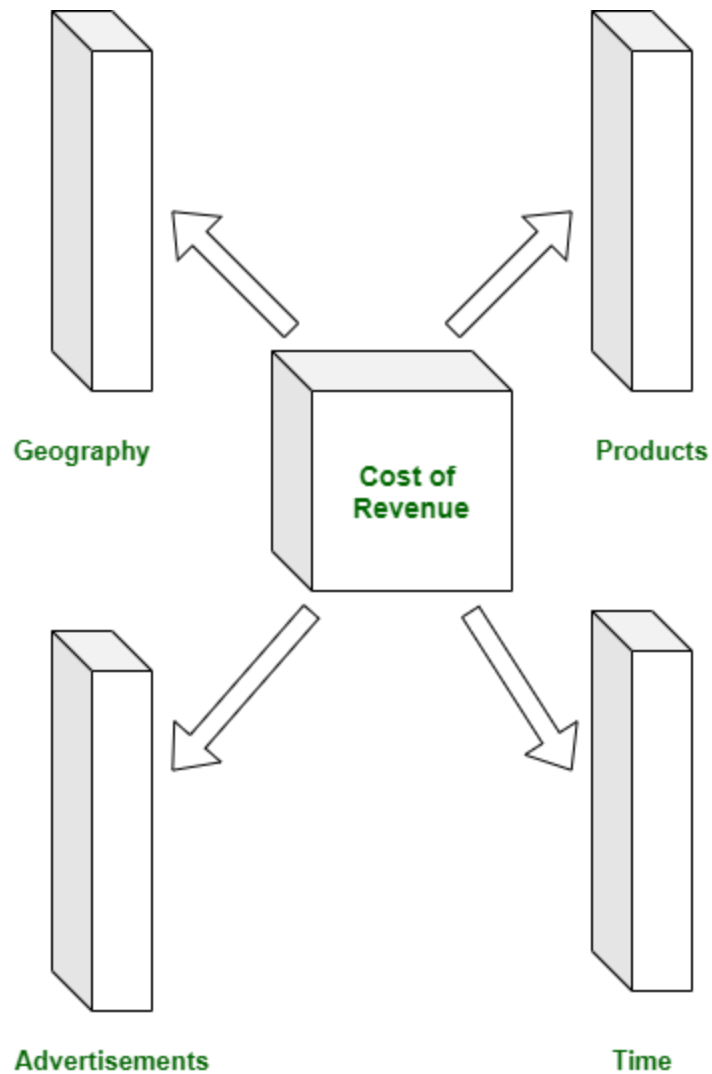 Geography
Products
Cost of
Revenue
Advertisements
Time